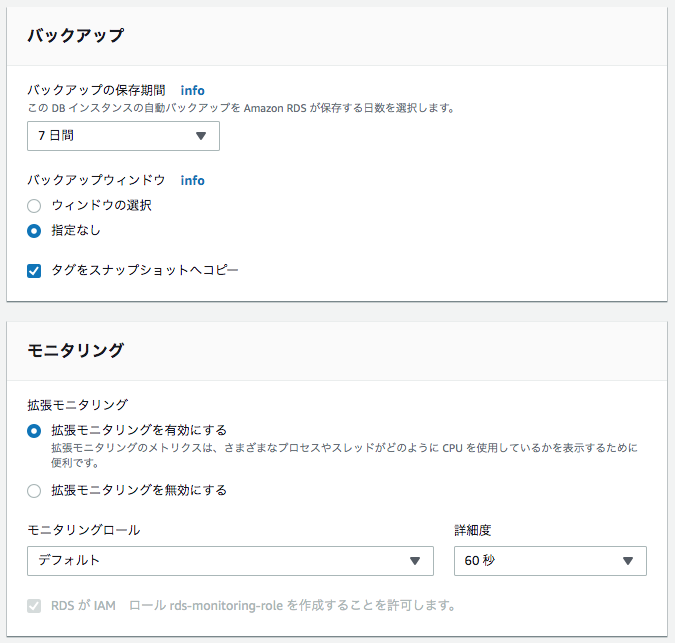 バックアップ
バックアップの保存期間 info
この DB インスタンスの自動バックアップを Amazon RDS が保存する日数を選択します。
7 日間
バックアップウィンドウ info
ウィンドウの選択
指定なし
タグをスナップショットへコピー
モニタリング
拡張モニタリング
拡張モニタリングを有効にする
拡張モニタリングのメトリクスは、さまざまなプロセスやスレッドがどのように CPU を使用しているかを表示するために
便利です。
拡張モニタリングを無効にする
モニタリングロール 詳細度
デフォルト 60 秒
RDS が IAM ロール rds-monitoring-role を作成することを許可します。